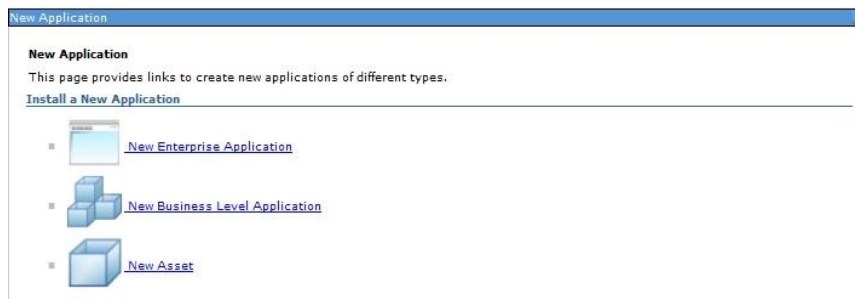 New Application
New Application
This page provides links to create new applications of different types.
Install a New Application
New Enterprise Application
New Business Level Application
New Asset